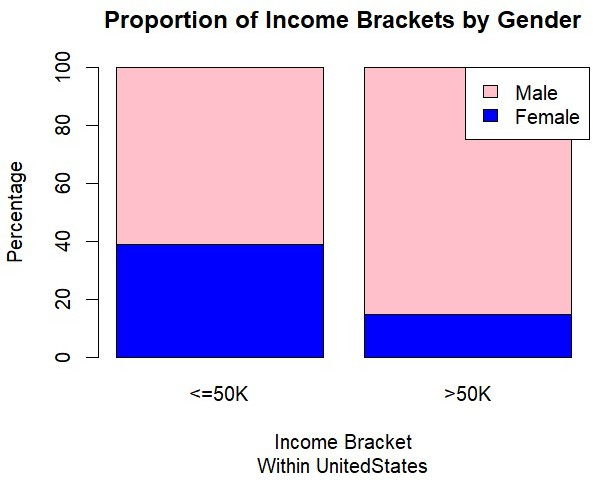 Proportion of Income Brackets by Gender
Percentage
100
80
60
40
20
0
Male
Female
<=50K
>50K
Income Bracket
Within UnitedStates